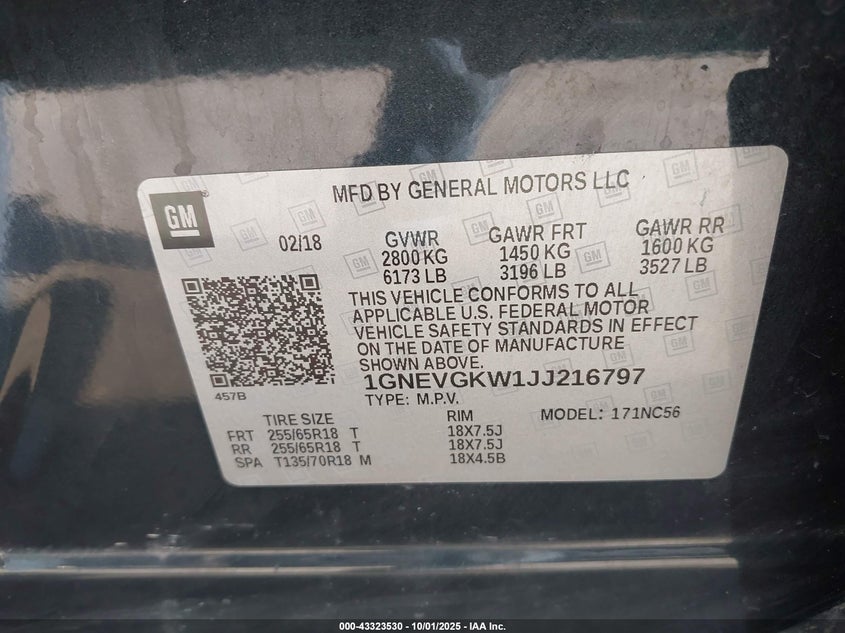 MFD BY GENERAL MOTORS LLC
GM
02/18
GVWR GAWR FRT GAWR RR
2800 KG 1450 KG 1600 KG
6173 LB 3196 LB 3527 LB
THIS VEHICLE CONFORMS TO ALL
APPLICABLE U.S. FEDERAL MOTOR
VEHICLE SAFETY STANDARDS IN EFFECT
ON THE DATE OF MANUFACTURE
SHOWN ABOVE.
1GNEVGKW1JJ216797
457B
TYPE: M.P.V. MODEL: 171NC56
TIRE SIZE RIM
FRT 255/65R18 T 18X7.5J
RR 255/65R18 T 18X7.5J
SPA T135/70R18 M 18X4.5B
000-43323530 - 10/01/2025 - IAA Inc.